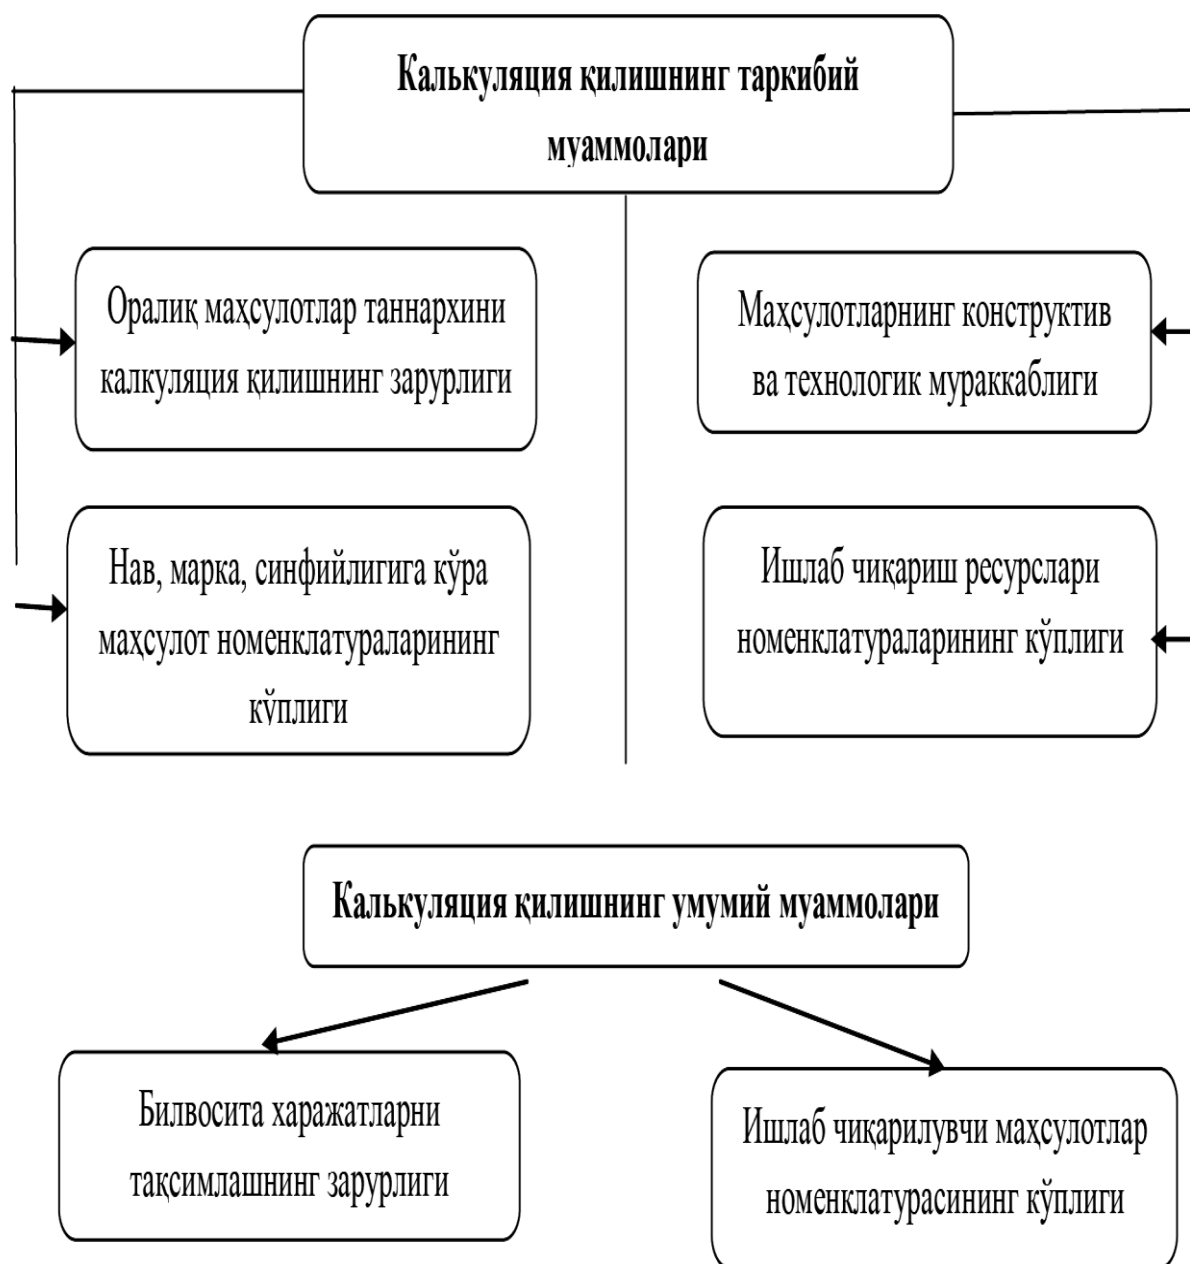 Калькуляция қилишнинг таркибий
муаммолари
Оралиқ маҳсулотлар таннархини
калкуляция қилишнинг зарурлиги
Маҳсулотларнинг конструктив
ва технологик мураккаблиги
Нав, марка, синфийлигига кўра
маҳсулот номенклатураларининг
кўплиги
Ишлаб чиқариш ресурслари
номенклатураларининг кўплиги
Калькуляция қилишнинг умумий муаммолари
Билвосита харажатларни
тақсимлашнинг зарурлиги
Ишлаб чиқарилувчи маҳсулотлар
номенклатурасининг кўплиги